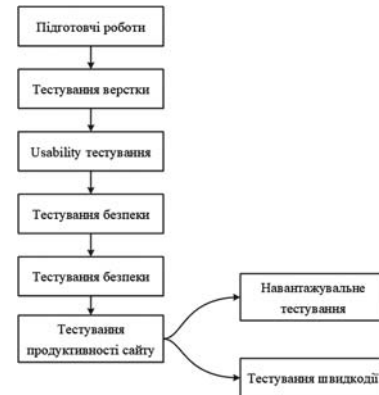 Підготовчі роботи
Тестування верстки
Usability тестування
Тестування безпеки
Тестування безпеки
Тестування
продуктивності сайту
Навантажувальне
тестування
Тестування швидкодії